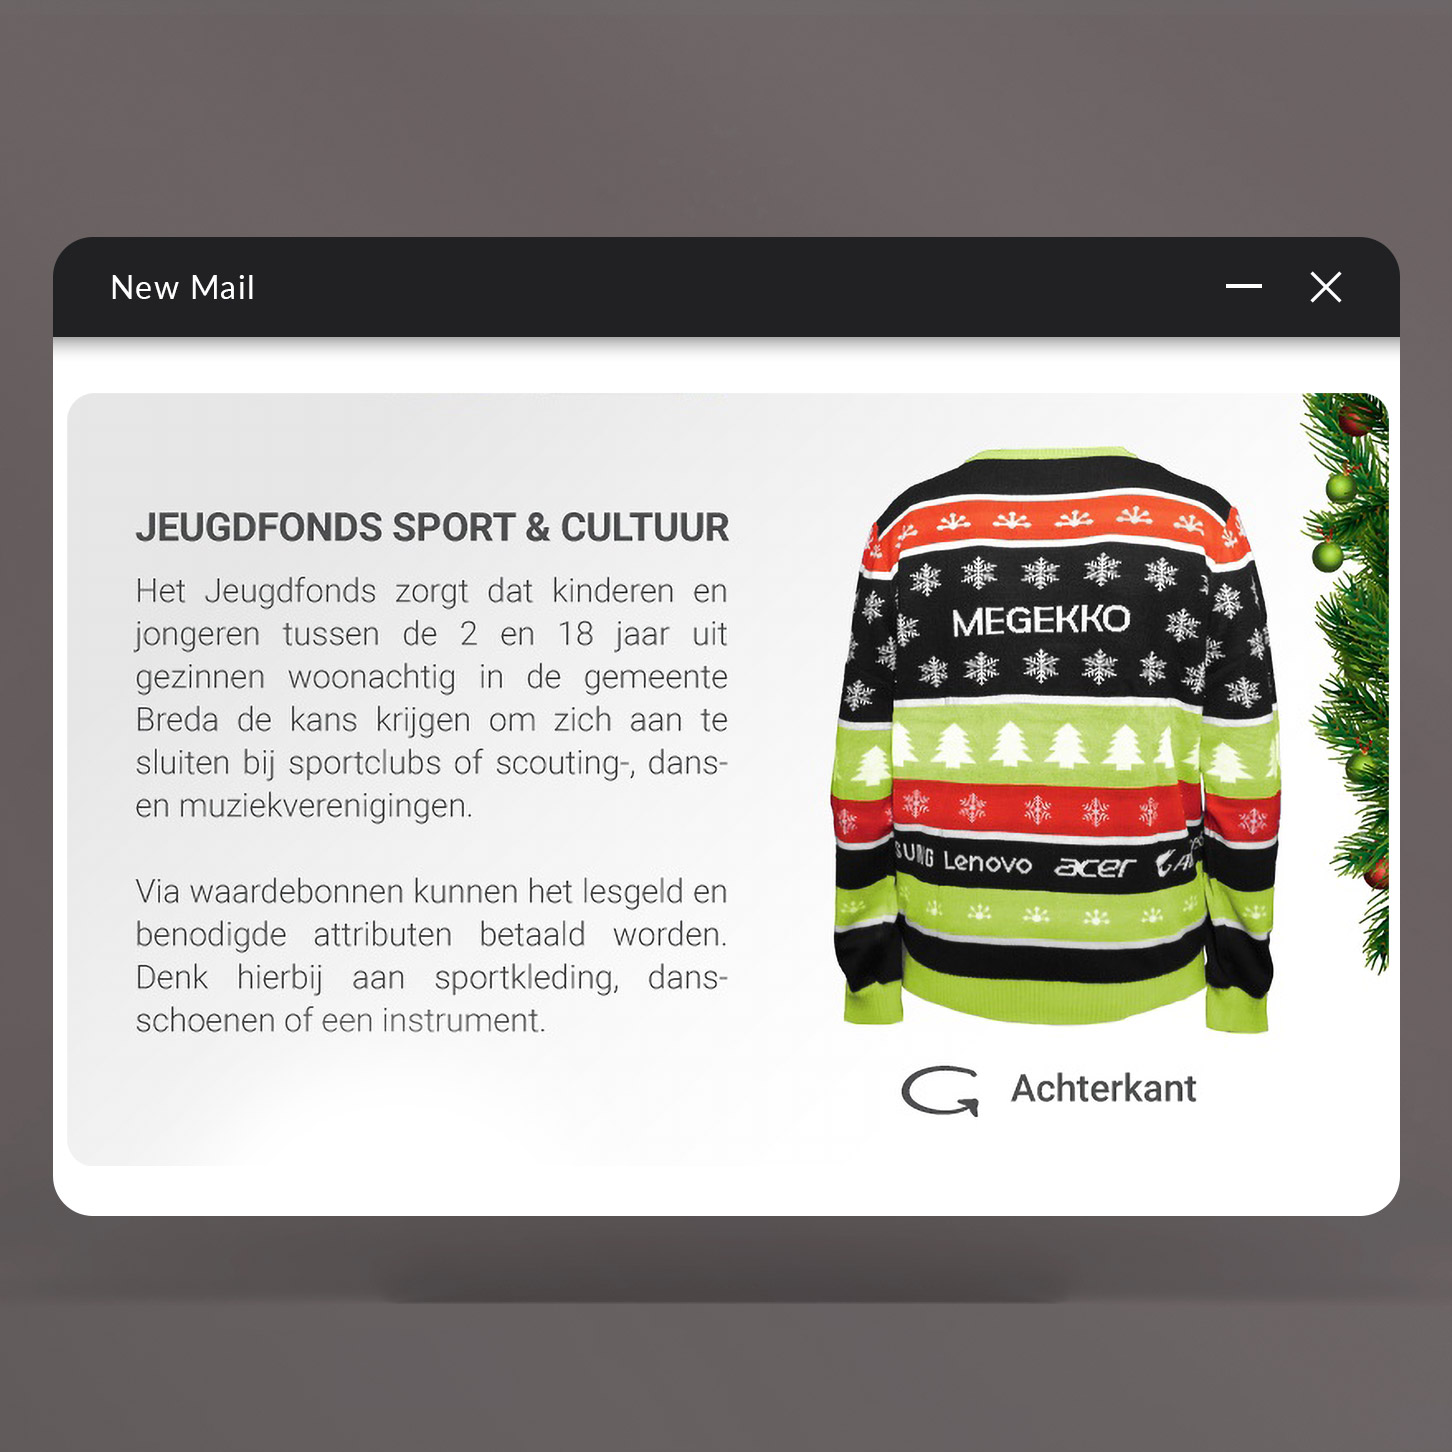 New Mail
JEUGDFONDS SPORT & CULTUUR
Het Jeugdfonds zorgt dat kinderen en
jongeren tussen de 2 en 18 jaar uit
gezinnen woonachtig in de gemeente
Breda de kans krijgen om zich aan te
sluiten bij sportclubs of scouting-, dans-
en muziekverenigingen.
Via waardebonnen kunnen het lesgeld en
benodigde attributen betaald worden.
Denk hierbij aan sportkleding, dans-
schoenen of een instrument.
MEGEKKO
SUNG Lenovo acer
Achterkant